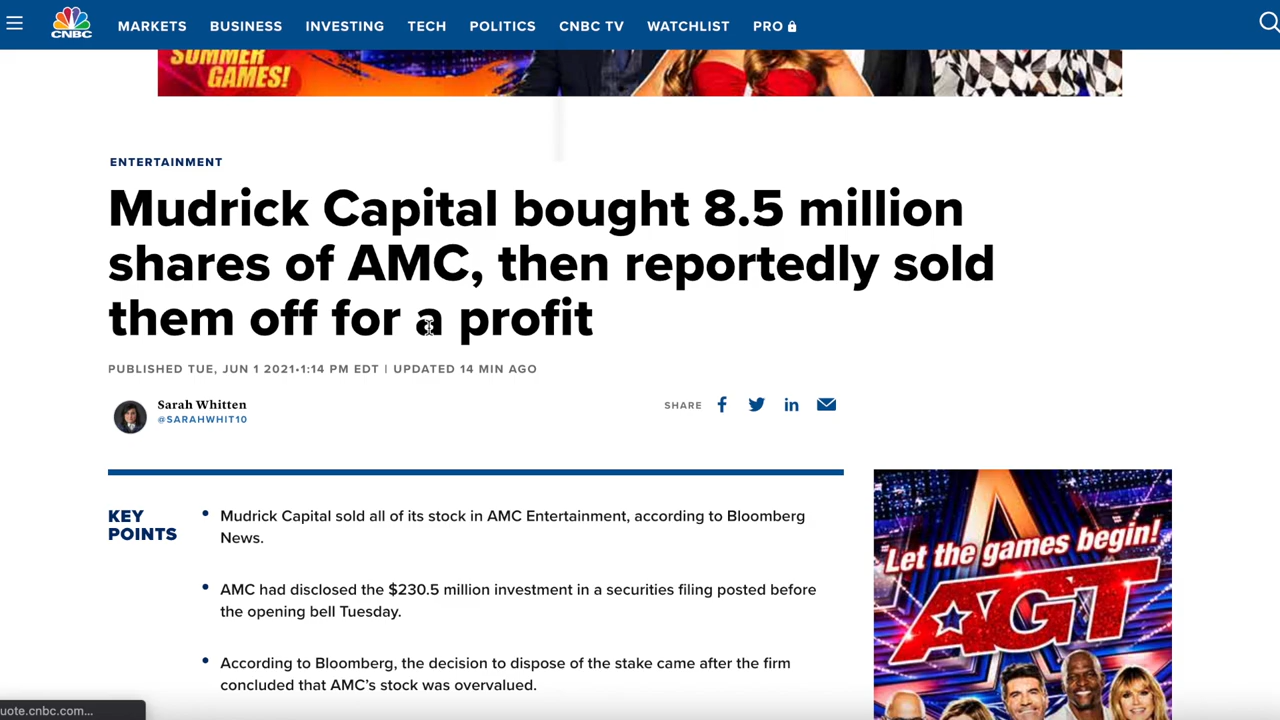 CNBC
MARKETS BUSINESS INVESTING TECH POLITICS CNBC TV WATCHLIST PRO
SUMMER
GAMES!
ENTERTAINMENT
Mudrick Capital bought 8.5 million
shares of AMC, then reportedly sold
them off for a profit
PUBLISHED TUE, JUN 1 2021•1:14 PM EDT | UPDATED 14 MIN AGO
Sarah Whitten
@SARAHWHIT10
SHARE
KEY
POINTS
• Mudrick Capital sold all of its stock in AMC Entertainment, according to Bloomberg
News.
• AMC had disclosed the $230.5 million investment in a securities filing posted before
the opening bell Tuesday.
• According to Bloomberg, the decision to dispose of the stake came after the firm
concluded that AMC's stock was overvalued.
Let the games begin!
AGT
uote.cnbc.com...